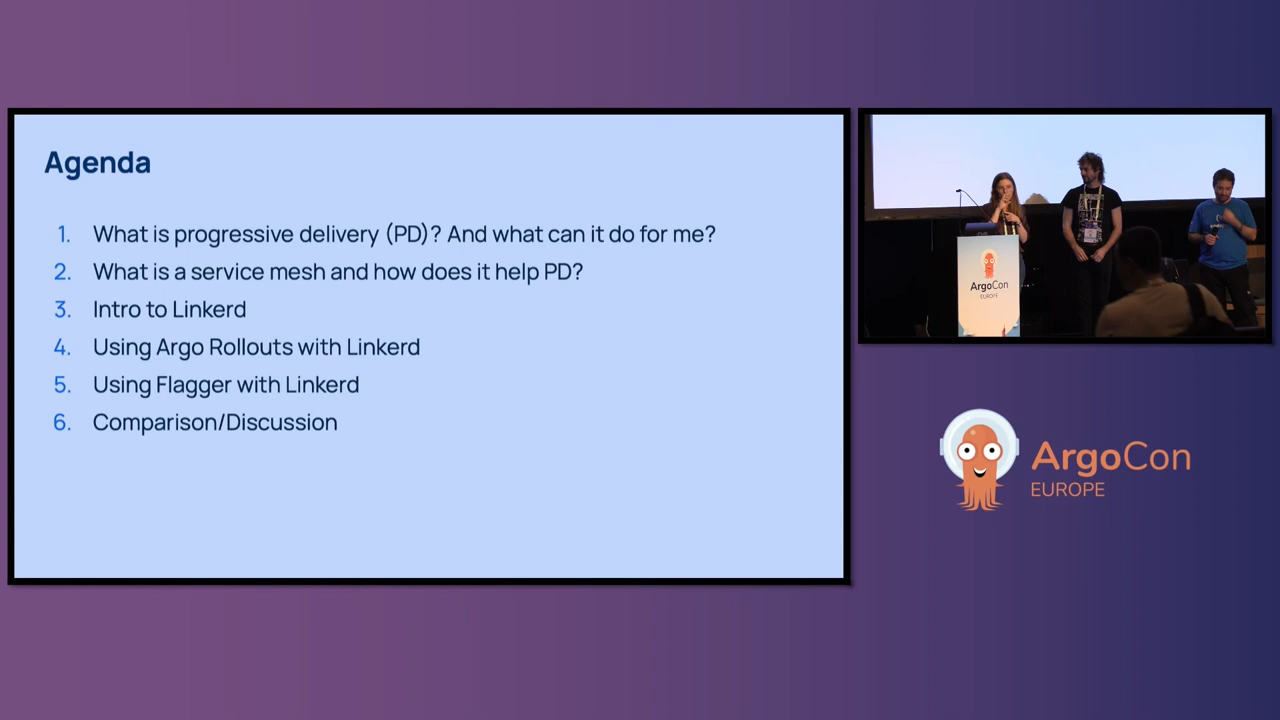 Agenda
1. What is progressive delivery (PD)? And what can it do for me?
2. What is a service mesh and how does it help PD?
3. Intro to Linkerd
4. Using Argo Rollouts with Linkerd
5. Using Flagger with Linkerd
6. Comparison/Discussion
ArgoCon
EUROPE
ArgoCon
EUROPE